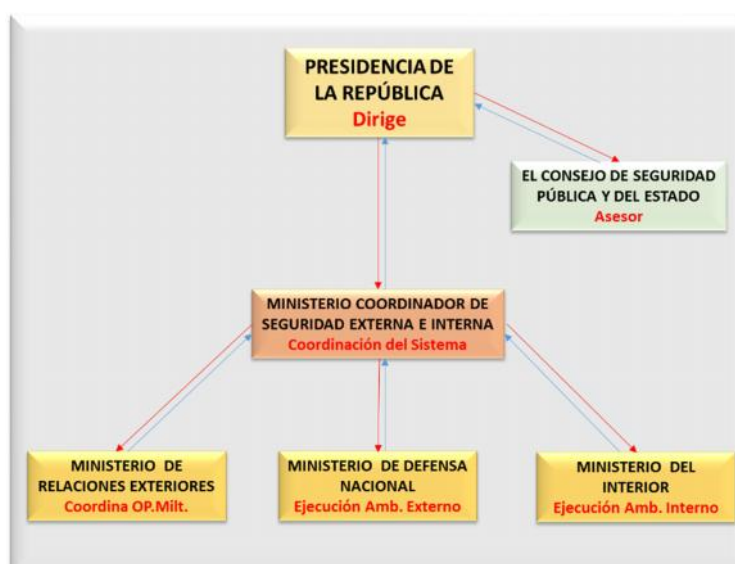 PRESIDENCIA DE
LA REPÚBLICA
Dirige
EL CONSEJO DE SEGURIDAD
PÚBLICA Y DEL ESTADO
Asesor
MINISTERIO COORDINADOR DE
SEGURIDAD EXTERNA E INTERNA
Coordinación del Sistema
MINISTERIO DE
RELACIONES EXTERIORES
Coordina OP.Milt.
MINISTERIO DE DEFENSA
NACIONAL
Ejecución Amb. Externo
MINISTERIO DEL
INTERIOR
Ejecución Amb. Interno